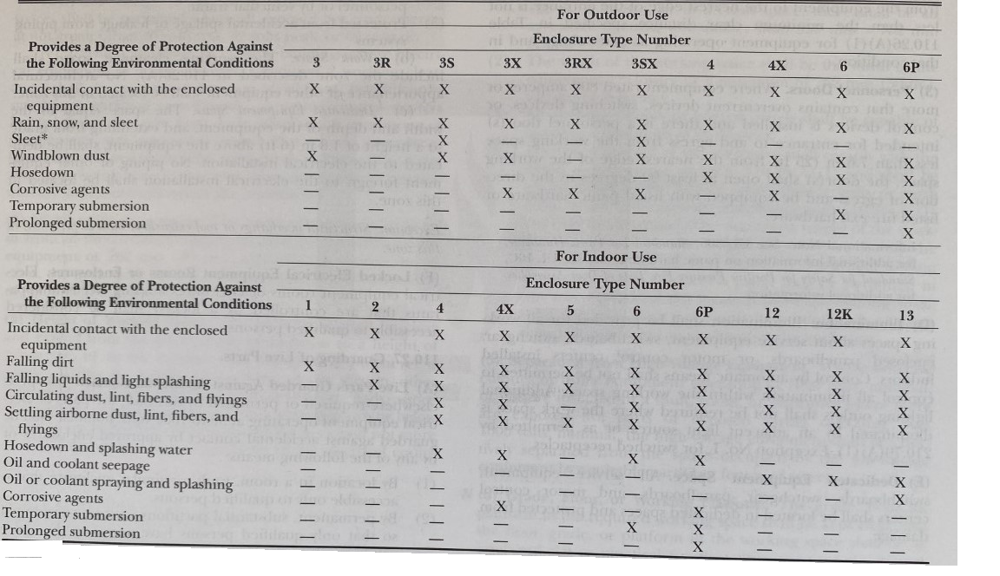 For Outdoor Use
Provides a Degree of Protection Against Enclosure Type Number
the Following Environmental Conditions 3 3R 3S 3X 3RX 3SX 4 4X 6 6P
Incidental contact with the enclosed X X X X X X X X X X
equipment
Rain, snow, and sleet X X X X X X X X X X
Sleet* — — X — — X — — — —
Windblown dust X — X X — X X X X X
Hosedown — — — — — — X X X X
Corrosive agents — — — X X X — X — X
Temporary submersion — — — — — — — — X X
Prolonged submersion — — — — — — — — — X
For Indoor Use
Provides a Degree of Protection Against Enclosure Type Number
the Following Environmental Conditions 1 2 4 4X 5 6 6P 12 12K 13
Incidental contact with the enclosed X X X X X X X X X X
equipment
Falling dirt X X X X X X X X X X
Falling liquids and light splashing — X X X X X X X X X
Circulating dust, lint, fibers, and flyings — — X X — X X X X X
Settling airborne dust, lint, fibers, and — — X X X X X X X X
flyings
Hosedown and splashing water — — X X — X X — — —
Oil and coolant seepage — — — — — — — X X X
Oil or coolant spraying and splashing — — — — — — — — — X
Corrosive agents — — — X — — X — — —
Temporary submersion — — — — — X X — — —
Prolonged submersion — — — — — — X — — —